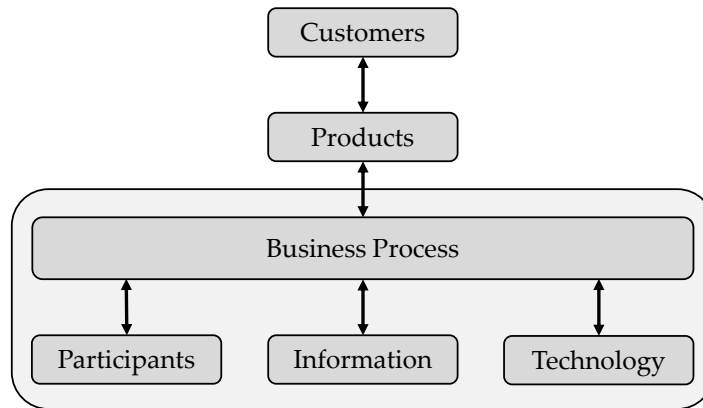 Customers
Products
Business Process
Participants
Information
Technology